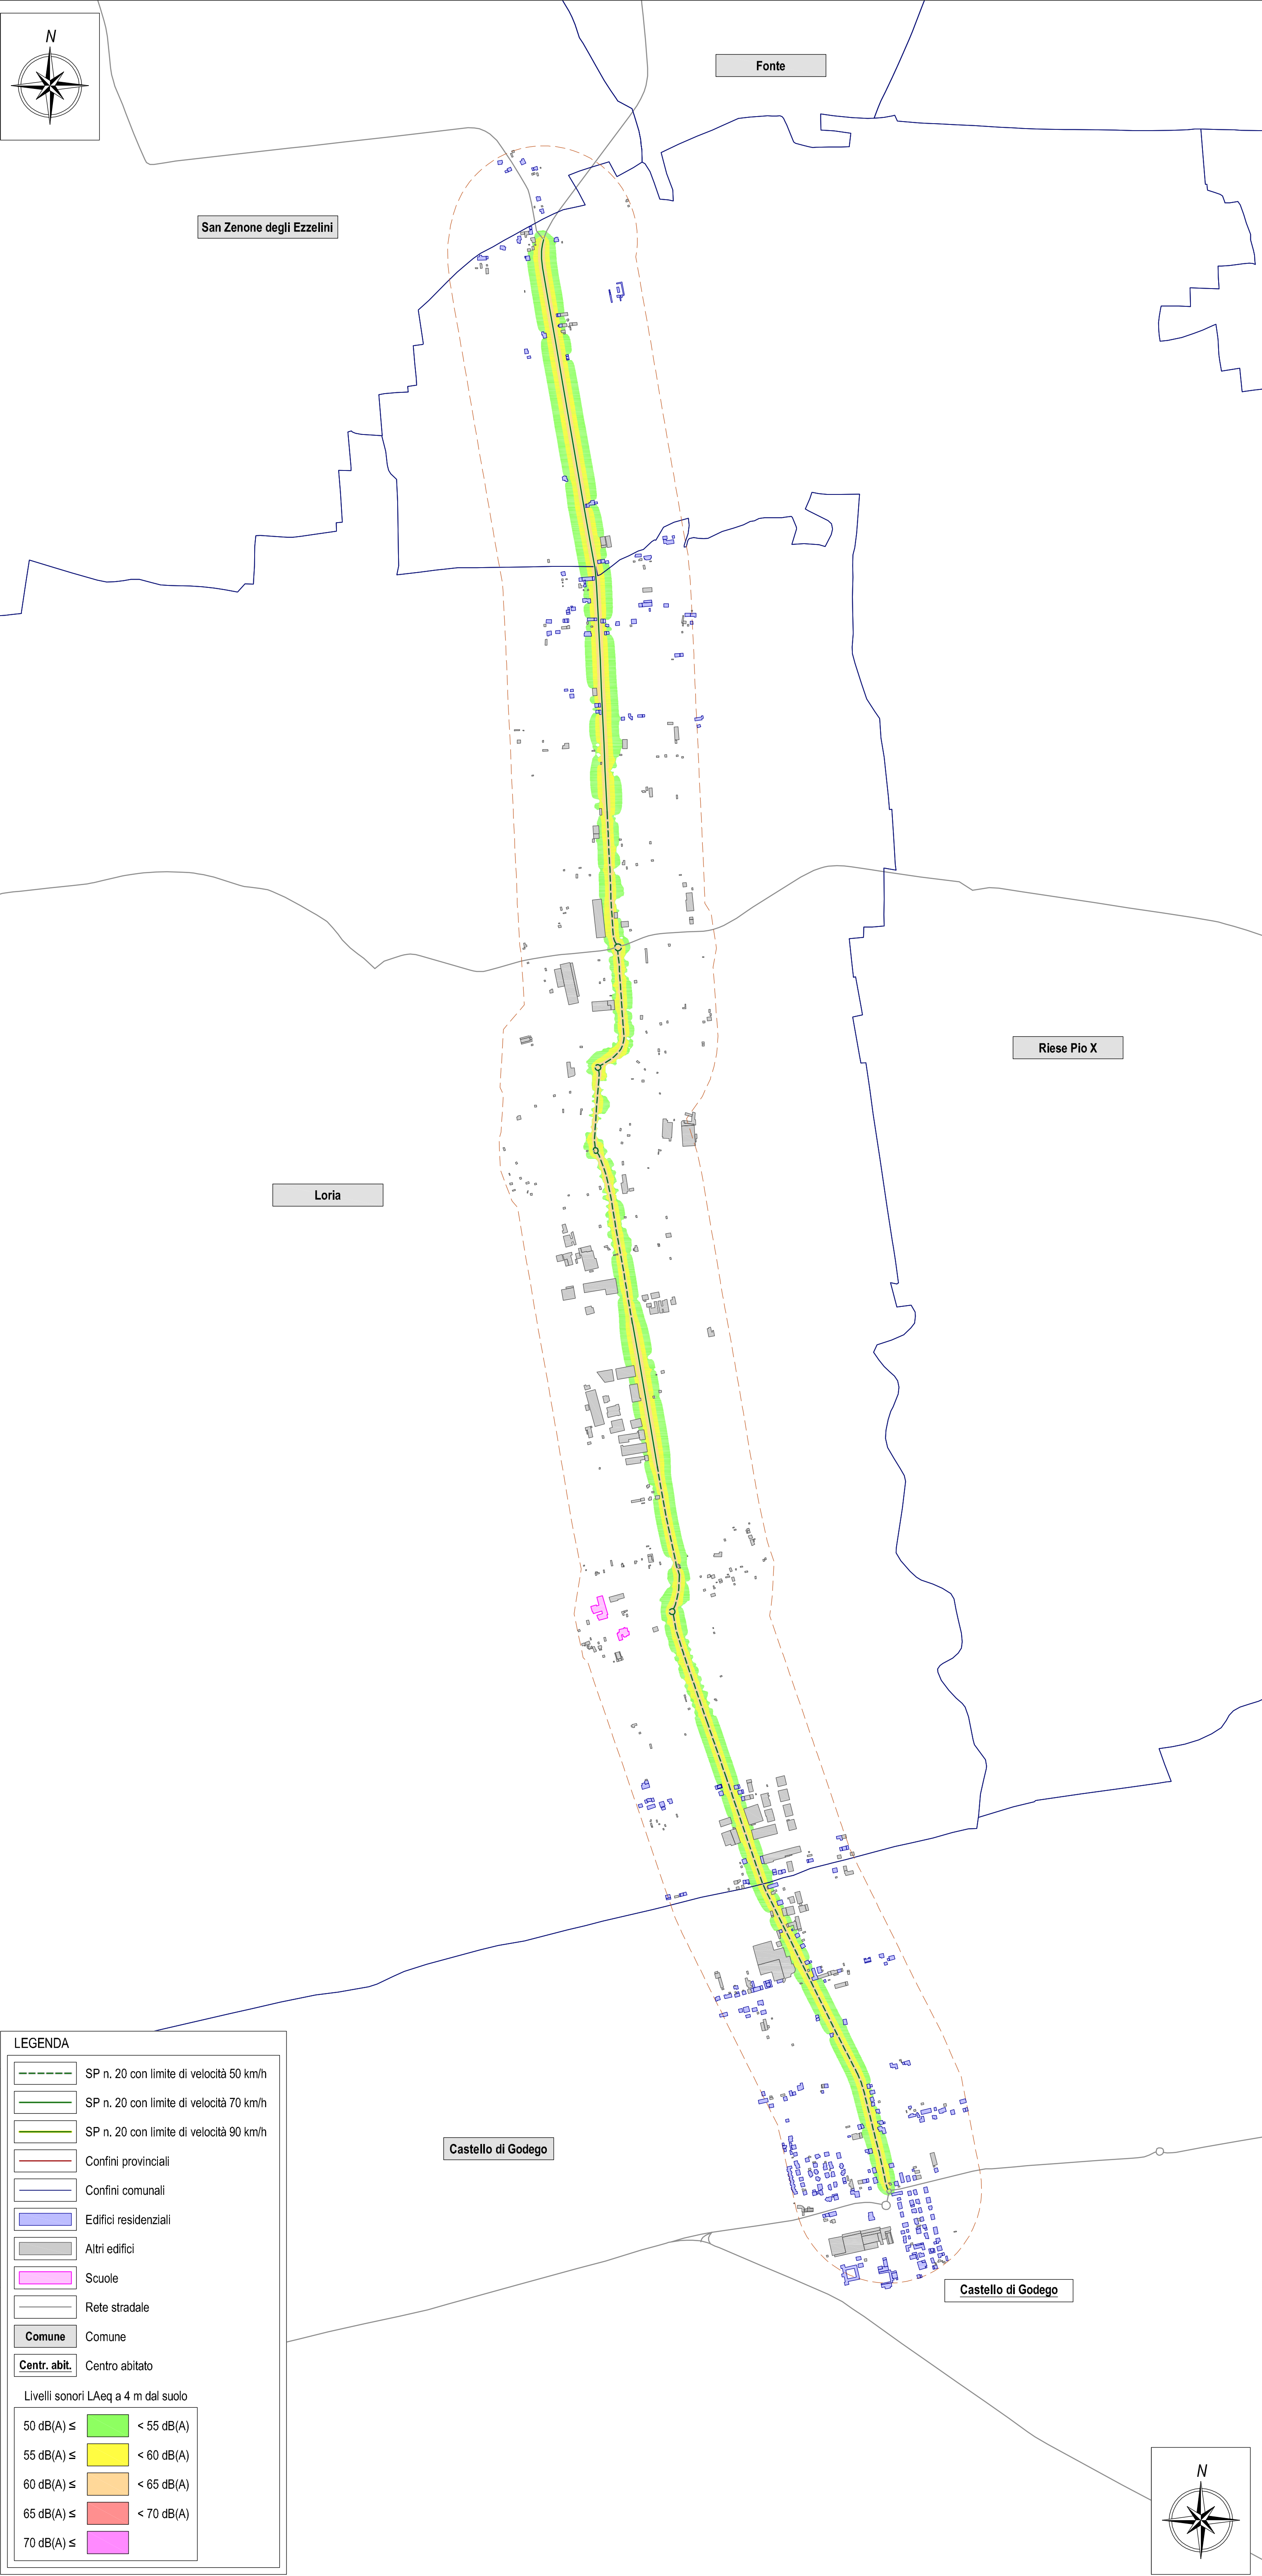 N
Fonte
San Zenone degli Ezzelini
Riese Pio X
Loria
Castello di Godego
Castello di Godego
LEGENDA
SP n. 20 con limite di velocità 50 km/h
SP n. 20 con limite di velocità 70 km/h
SP n. 20 con limite di velocità 90 km/h
Confini provinciali
Confini comunali
Edifici residenziali
Altri edifici
Scuole
Rete stradale
Comune Comune
Centr. abit. Centro abitato
Livelli sonori LAeq a 4 m dal suolo
50 dB(A) ≤ < 55 dB(A)
55 dB(A) ≤ < 60 dB(A)
60 dB(A) ≤ < 65 dB(A)
65 dB(A) ≤ < 70 dB(A)
70 dB(A) ≤
N